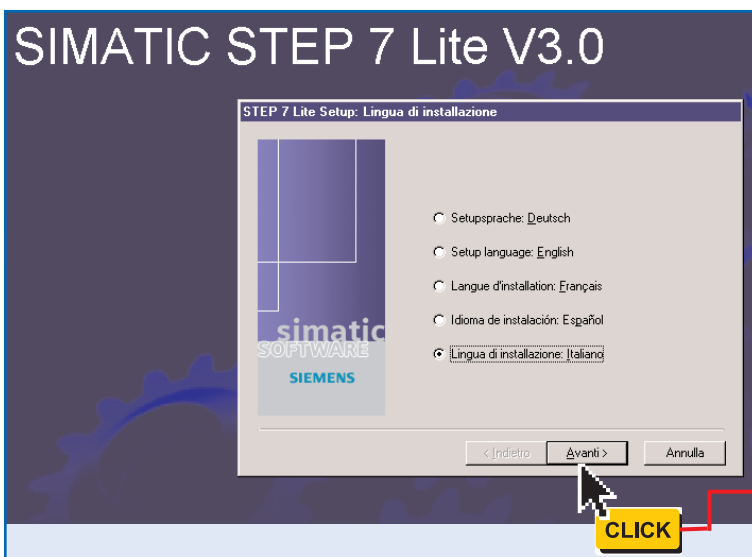 SIMATIC STEP 7 Lite V3.0
STEP 7 Lite Setup: Lingua di installazione
Setupsprache: Deutsch
Setup language: English
Langue d'installation: Français
Idioma de instalación: Español
Lingua di installazione: Italiano
simatic
SOFTWARE
SIEMENS
< Indietro
Avanti >
Annulla
CLICK